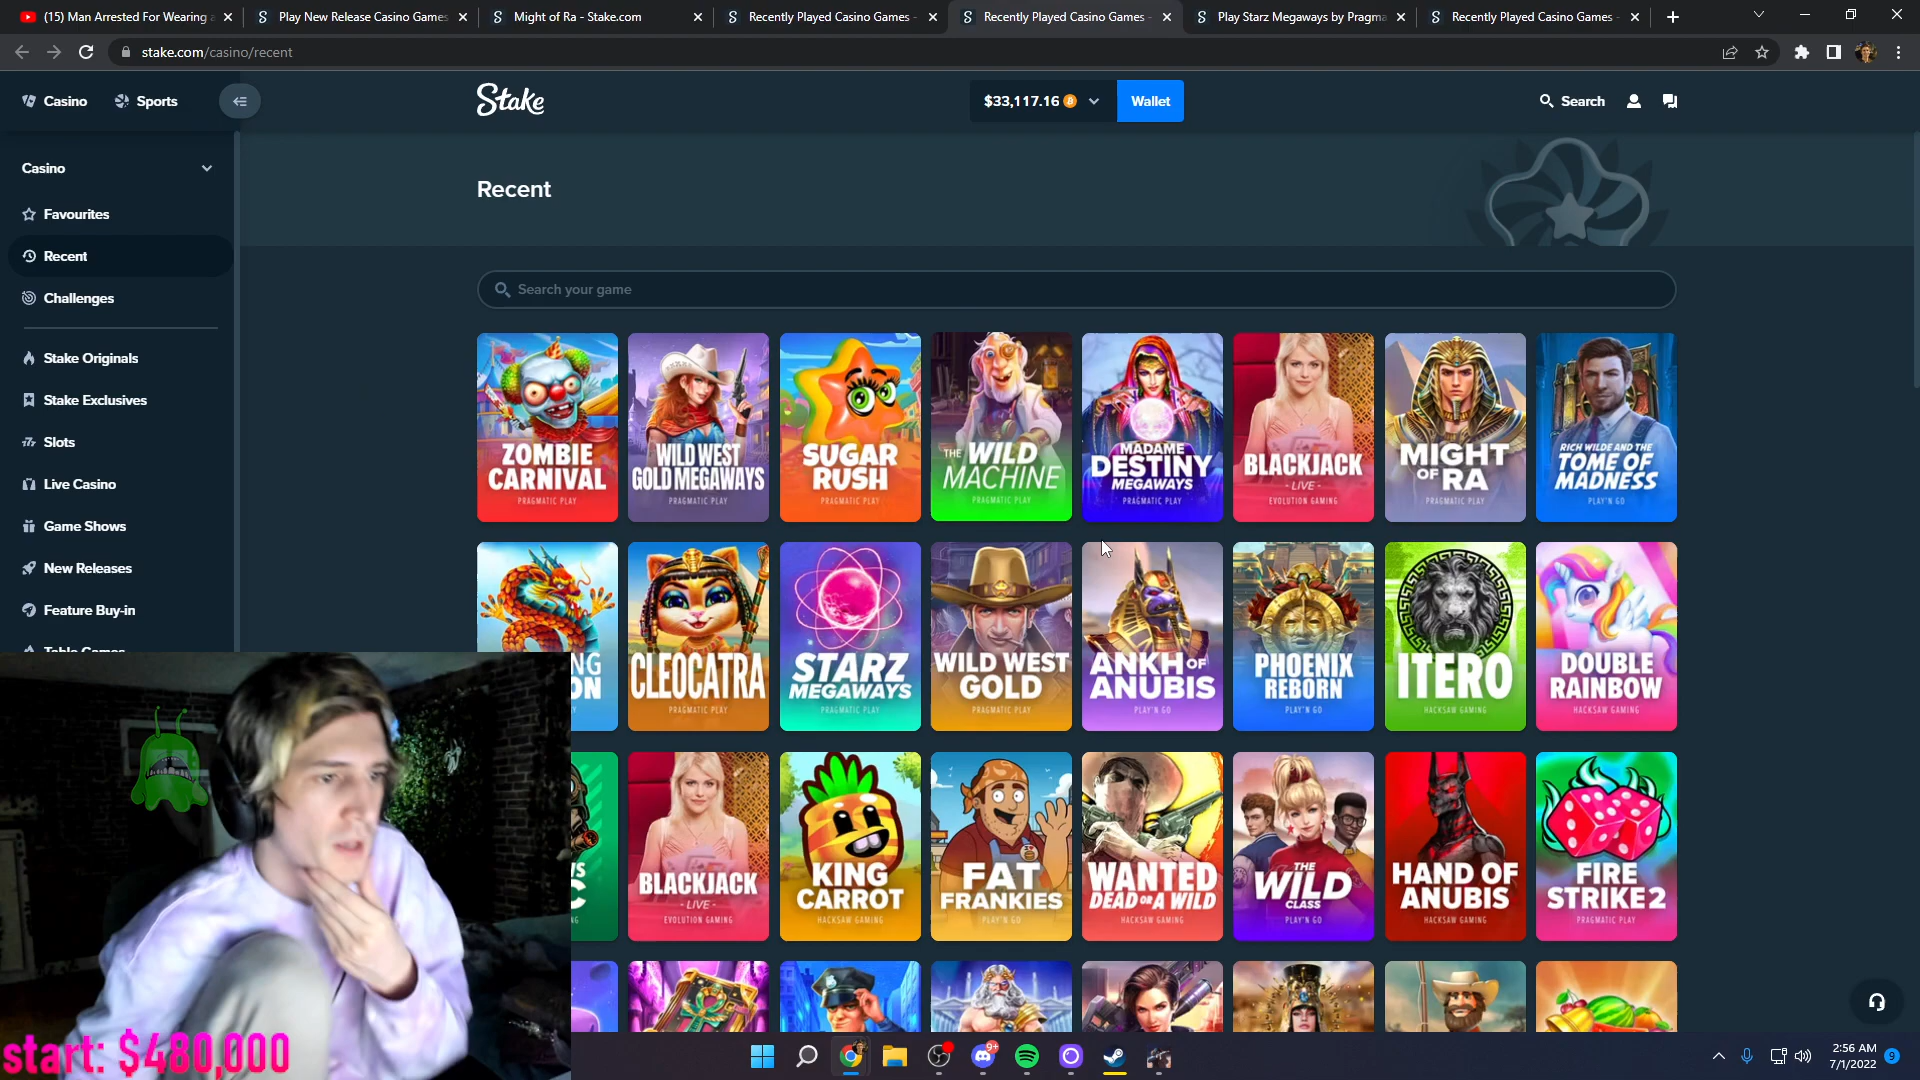 (15) Man Arrested For Wearing a
Play New Release Casino Games
Might of Ra - Stake.com
Recently Played Casino Games -
Recently Played Casino Games -
Play Starz Megaways by Pragma
Recently Played Casino Games -
stake.com/casino/recent
Casino
Sports
Stake
$33,117.16
Wallet
Search
Casino
Favourites
Recent
Challenges
Stake Originals
Stake Exclusives
Slots
Live Casino
Game Shows
New Releases
Feature Buy-in
Table Games
Recent
Search your game
ZOMBIE
CARNIVAL
PRAGMATIC PLAY
WILD WEST
GOLD MEGAWAYS
PRAGMATIC PLAY
SUGAR
RUSH
PRAGMATIC PLAY
THE WILD
MACHINE
PRAGMATIC PLAY
MADAME
DESTINY
MEGAWAYS
PRAGMATIC PLAY
BLACKJACK
- LIVE -
EVOLUTION GAMING
MIGHT
OF RA
PRAGMATIC PLAY
RICH WILDE AND THE
TOME OF
MADNESS
PLAY'N GO
NG
ON
Y
CLEOCATRA
PRAGMATIC PLAY
STARZ
MEGAWAYS
PRAGMATIC PLAY
WILD WEST
GOLD
PRAGMATIC PLAY
ANKH OF
ANUBIS
PLAY'N GO
PHOENIX
REBORN
PLAY'N GO
ITERO
HACKSAW GAMING
DOUBLE
RAINBOW
HACKSAW GAMING
VS
C
NG
BLACKJACK
- LIVE -
EVOLUTION GAMING
KING
CARROT
HACKSAW GAMING
FAT
FRANKIES
PLAY'N GO
WANTED
DEAD OR A WILD
HACKSAW GAMING
THE
WILD
CLASS
PLAY'N GO
HAND OF
ANUBIS
HACKSAW GAMING
FIRE
STRIKE 2
PRAGMATIC PLAY
start: $480,000
9+
2:56 AM
7/1/2022
9